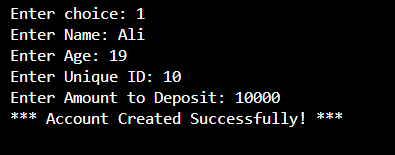 Enter choice: 1
Enter Name: Ali
Enter Age: 19
Enter Unique ID: 10
Enter Amount to Deposit: 10000
*** Account Created Successfully! ***